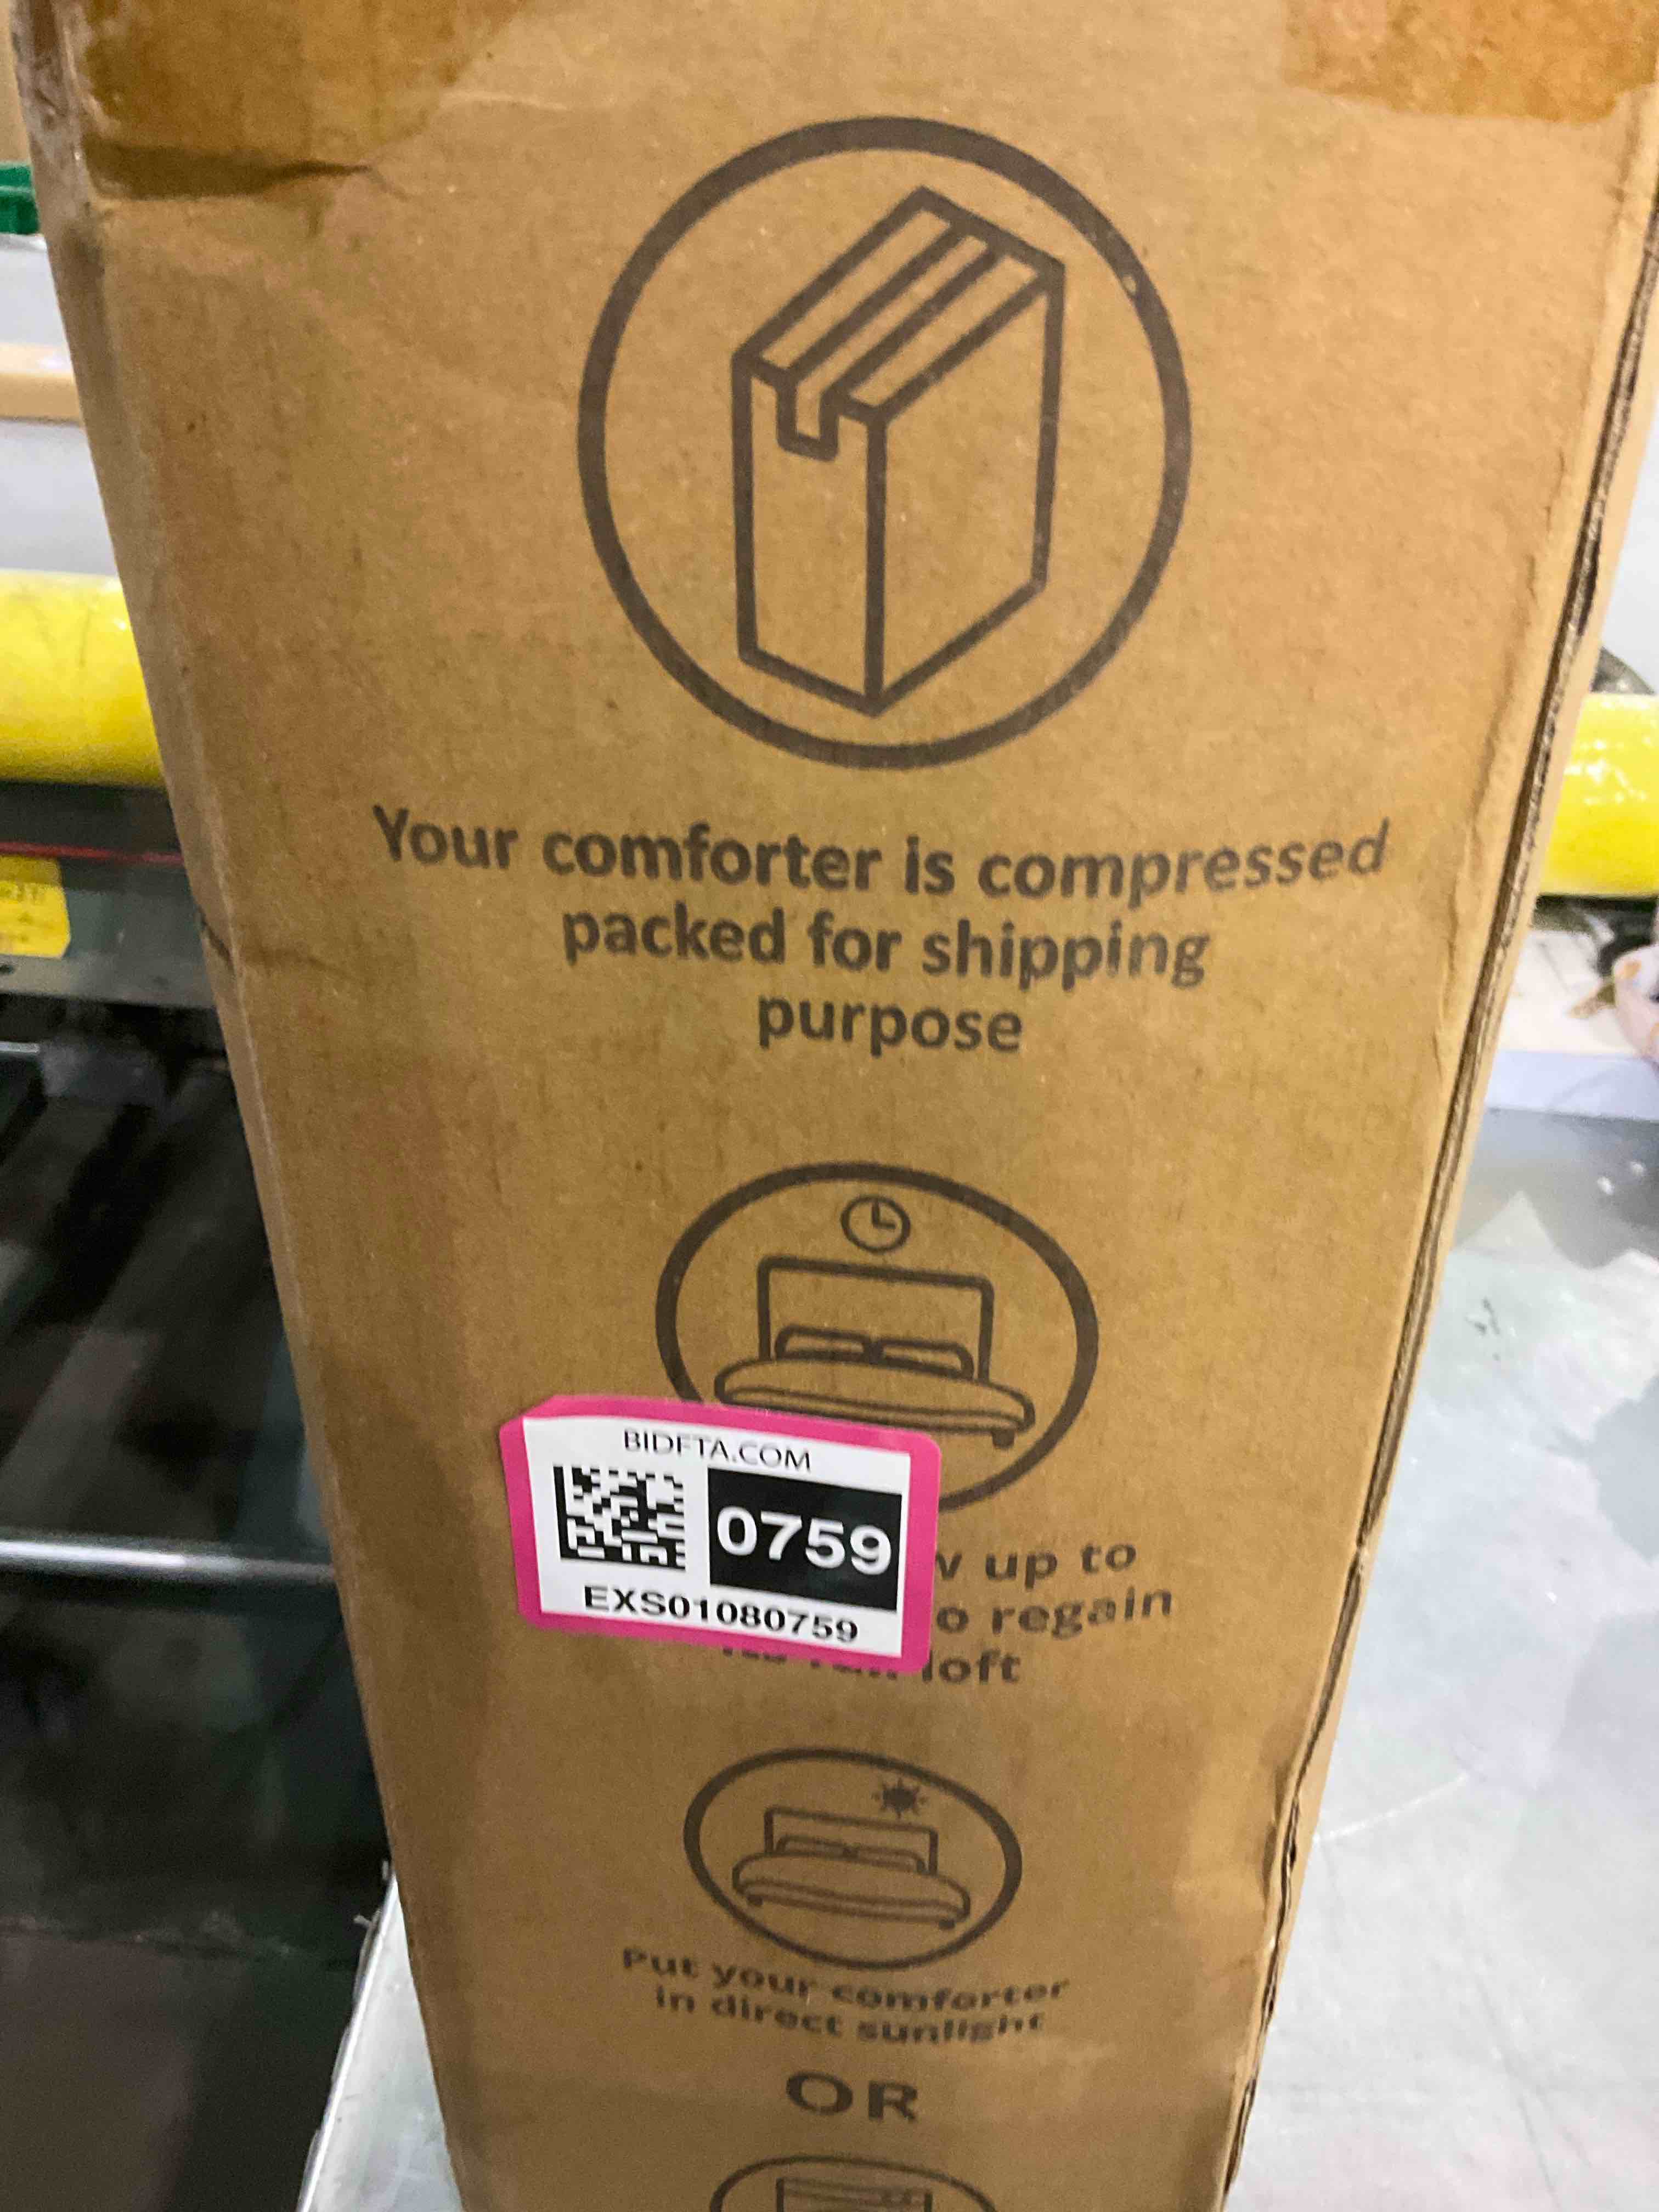 Your comforter is compressed
packed for shipping
purpose
BIDFTA.COM
0759
EXS01080759
up to
regain
loft
Put your comforter
in direct sunlight
OR